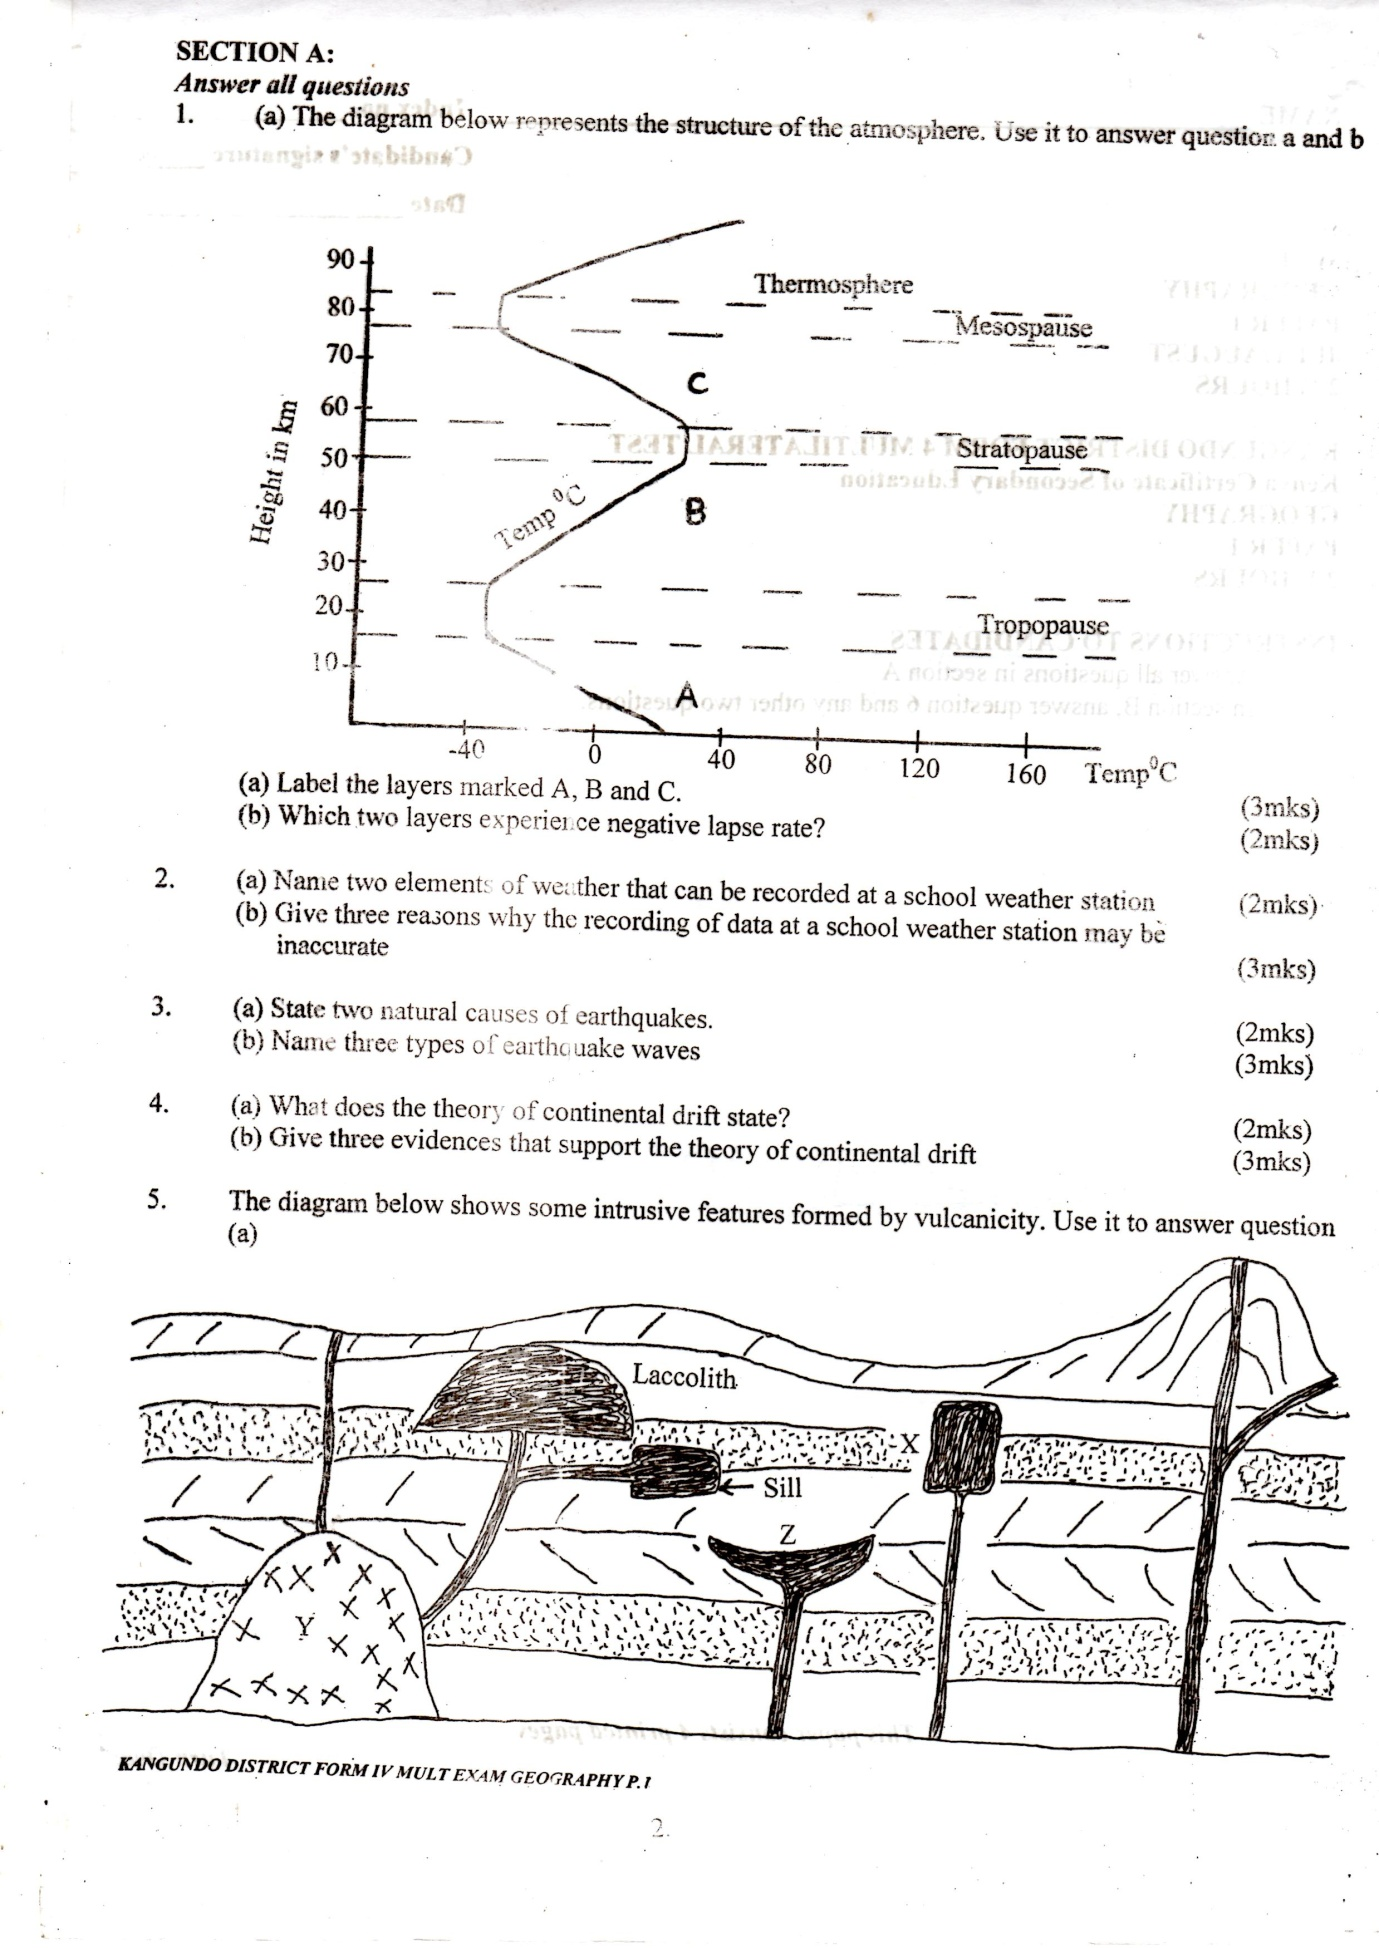 SECTION A:
Answer all questions
1. (a) The diagram below represents the structure of the atmosphere. Use it to answer question a and b
90
Thermosphere
80
Mesospause
70
C
60
50
Stratopause
Height in km
Temp ⁰C
B
40
30
20
Tropopause
10
A
-40 0 40 80 120 160 Temp⁰C
(a) Label the layers marked A, B and C. (3mks)
(b) Which two layers experience negative lapse rate? (2mks)
2. (a) Name two elements of weather that can be recorded at a school weather station (2mks)
(b) Give three reasons why the recording of data at a school weather station may be
inaccurate (3mks)
3. (a) State two natural causes of earthquakes. (2mks)
(b) Name three types of earthquake waves (3mks)
4. (a) What does the theory of continental drift state? (2mks)
(b) Give three evidences that support the theory of continental drift (3mks)
5. The diagram below shows some intrusive features formed by vulcanicity. Use it to answer question
(a)
Laccolith
X
Sill
Z
Y
KANGUNDO DISTRICT FORM IV MULT EXAM GEOGRAPHY P.1
2.